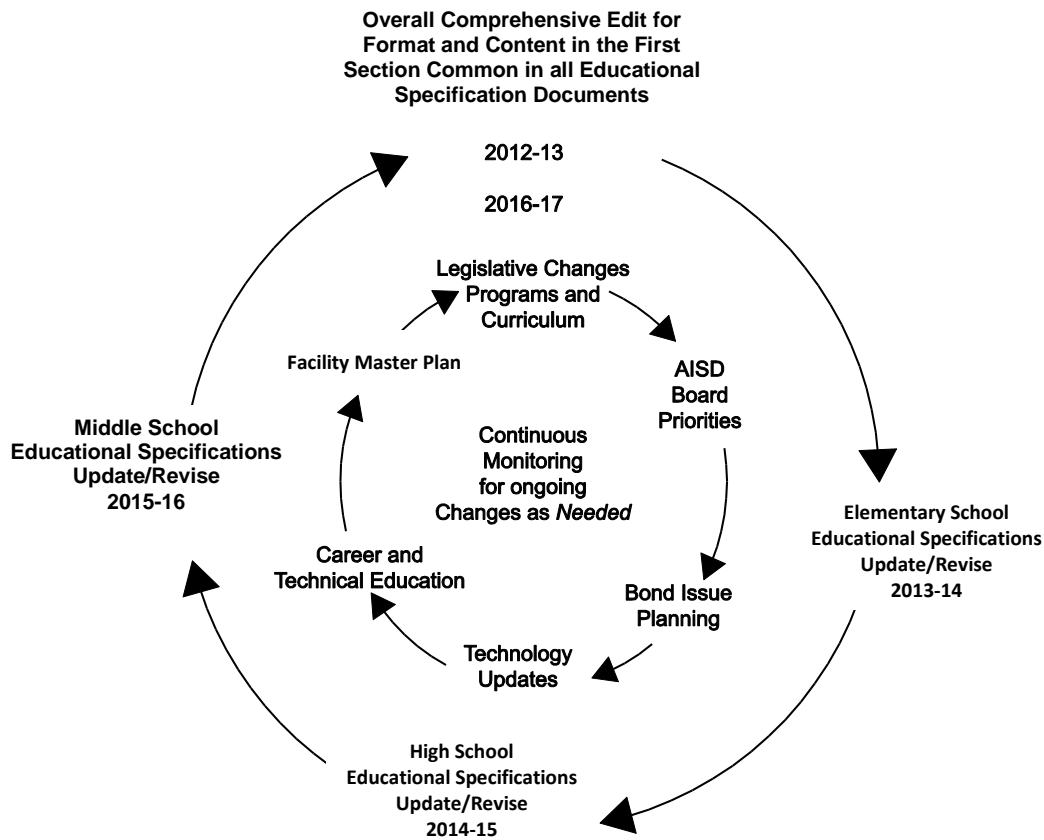 Overall Comprehensive Edit for
Format and Content in the First
Section Common in all Educational
Specification Documents
2012-13
2016-17
Legislative Changes
Programs and
Curriculum
AISD
Board
Priorities
Bond Issue
Planning
Technology
Updates
Career and
Technical Education
Facility Master Plan
Continuous
Monitoring
for ongoing
Changes as Needed
Elementary School
Educational Specifications
Update/Revise
2013-14
High School
Educational Specifications
Update/Revise
2014-15
Middle School
Educational Specifications
Update/Revise
2015-16